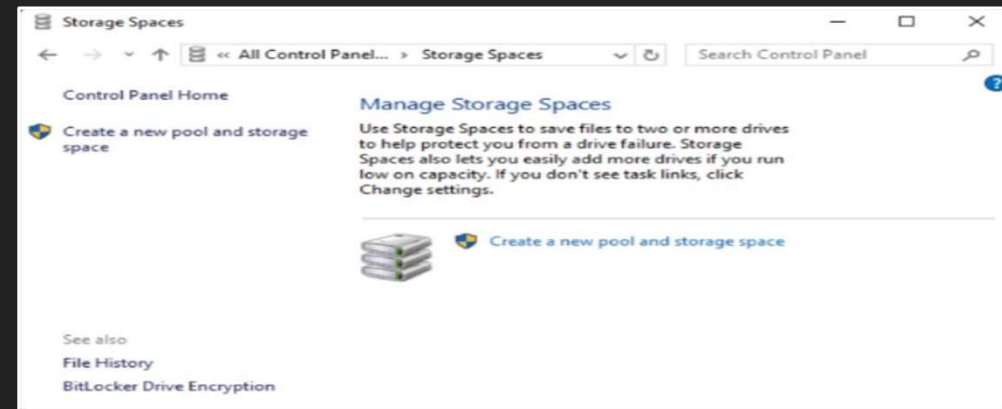 Storage Spaces
« All Control Panel... › Storage Spaces
Search Control Panel
?
Control Panel Home
Create a new pool and storage
space
Manage Storage Spaces
Use Storage Spaces to save files to two or more drives
to help protect you from a drive failure. Storage
Spaces also lets you easily add more drives if you run
low on capacity. If you don't see task links, click
Change settings.
Create a new pool and storage space
See also
File History
BitLocker Drive Encryption